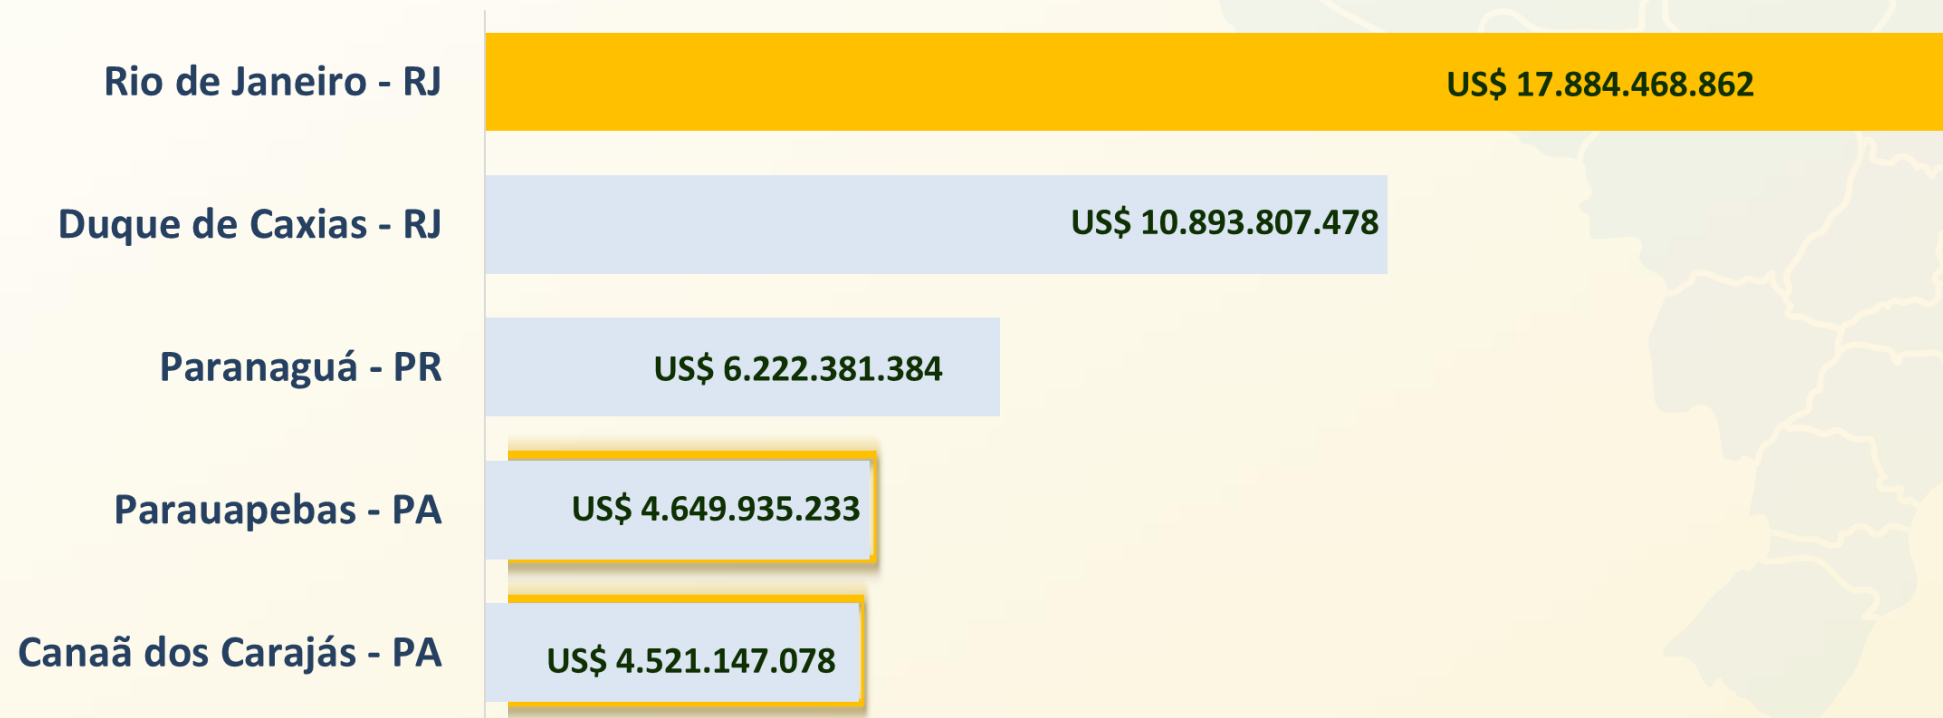 Rio de Janeiro - RJ US$ 17.884.468.862
Duque de Caxias - RJ US$ 10.893.807.478
Paranaguá - PR US$ 6.222.381.384
Parauapebas - PA US$ 4.649.935.233
Canaã dos Carajás - PA US$ 4.521.147.078